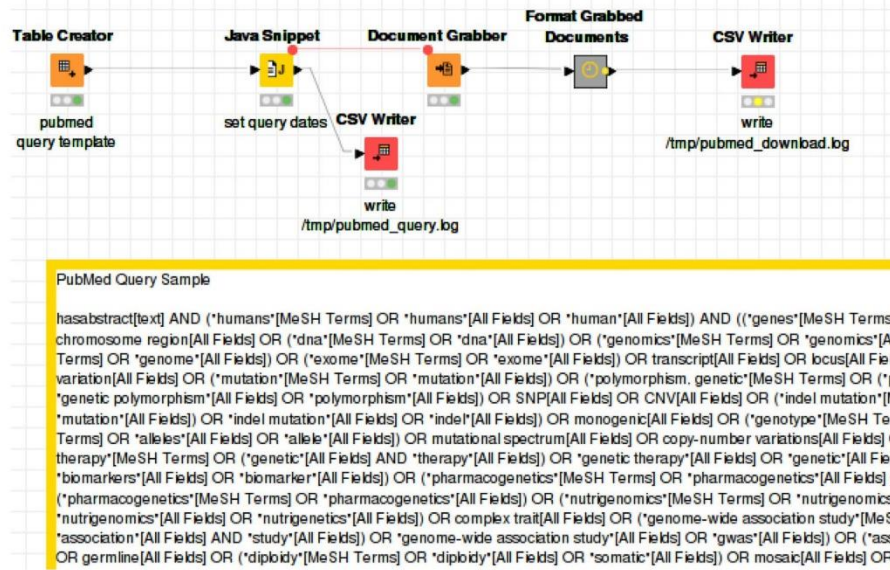 Format Grabbed
Table Creator Java Snippet Document Grabber Documents CSV Writer
pubmed
query template
set query dates
CSV Writer
write
/tmp/pubmed_download.log
write
/tmp/pubmed_query.log
PubMed Query Sample
hasabstract[text] AND ("humans"[MeSH Terms] OR "humans"[All Fields] OR "human"[All Fields]) AND (("genes"[MeSH Terms
chromosome region[All Fields] OR ("dna"[MeSH Terms] OR "dna"[All Fields]) OR ("genomics"[MeSH Terms] OR "genomics"[A
Terms] OR "genome"[All Fields]) OR ("exome"[MeSH Terms] OR "exome"[All Fields]) OR transcript[All Fields] OR locus[All Fie
variation[All Fields] OR ("mutation"[MeSH Terms] OR "mutation"[All Fields]) OR ("polymorphism, genetic"[MeSH Terms] OR ("p
"genetic polymorphism"[All Fields] OR "polymorphism"[All Fields]) OR SNP[All Fields] OR CNV[All Fields] OR ("indel mutation"[M
"mutation"[All Fields]) OR "indel mutation"[All Fields] OR "indel"[All Fields]) OR monogenic[All Fields] OR ("genotype"[MeSH Te
Terms] OR "alleles"[All Fields] OR "allele"[All Fields]) OR mutational spectrum[All Fields] OR copy-number variations[All Fields]
therapy"[MeSH Terms] OR ("genetic"[All Fields] AND "therapy"[All Fields]) OR "genetic therapy"[All Fields] OR "genetic"[All Fie
"biomarkers"[All Fields] OR "biomarker"[All Fields]) OR ("pharmacogenetics"[MeSH Terms] OR "pharmacogenetics"[All Fields]
("pharmacogenetics"[MeSH Terms] OR "pharmacogenetics"[All Fields]) OR ("nutrigenomics"[MeSH Terms] OR "nutrigenomics
"nutrigenomics"[All Fields] OR "nutrigenetics"[All Fields]) OR complex trait[All Fields] OR ("genome-wide association study"[MeS
"association"[All Fields] AND "study"[All Fields]) OR "genome-wide association study"[All Fields] OR "gwas"[All Fields]) OR ("ass
OR germline[All Fields] OR ("diploidy"[MeSH Terms] OR "diploidy"[All Fields] OR "somatic"[All Fields]) OR mosaic[All Fields] OR